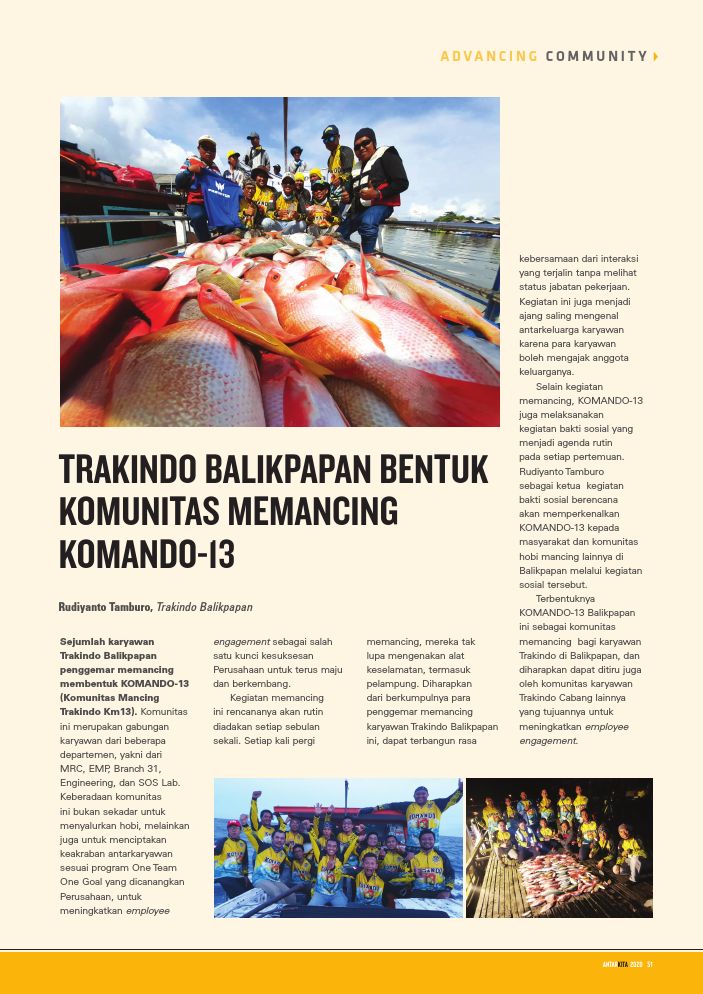 ADVANCING COMMUNITY
PREDATOR
TRAKINDO BALIKPAPAN BENTUK
KOMUNITAS MEMANCING
KOMANDO-13
Rudiyanto Tamburo, Trakindo Balikpapan
Sejumlah karyawan
Trakindo Balikpapan
penggemar memancing
membentuk KOMANDO-13
(Komunitas Mancing
Trakindo Km13). Komunitas
ini merupakan gabungan
karyawan dari beberapa
departemen, yakni dari
MRC, EMP, Branch 31,
Engineering, dan SOS Lab.
Keberadaan komunitas
ini bukan sekadar untuk
menyalurkan hobi, melainkan
juga untuk menciptakan
keakraban antarkaryawan
sesuai program One Team
One Goal yang dicanangkan
Perusahaan, untuk
meningkatkan employee
engagement sebagai salah
satu kunci kesuksesan
Perusahaan untuk terus maju
dan berkembang.
Kegiatan memancing
ini rencananya akan rutin
diadakan setiap sebulan
sekali. Setiap kali pergi
memancing, mereka tak
lupa mengenakan alat
keselamatan, termasuk
pelampung. Diharapkan
dari berkumpulnya para
penggemar memancing
karyawan Trakindo Balikpapan
ini, dapat terbangun rasa
kebersamaan dari interaksi
yang terjalin tanpa melihat
status jabatan pekerjaan.
Kegiatan ini juga menjadi
ajang saling mengenal
antarkeluarga karyawan
karena para karyawan
boleh mengajak anggota
keluarganya.
Selain kegiatan
memancing, KOMANDO-13
juga melaksanakan
kegiatan bakti sosial yang
menjadi agenda rutin
pada setiap pertemuan.
Rudiyanto Tamburo
sebagai ketua kegiatan
bakti sosial berencana
akan memperkenalkan
KOMANDO-13 kepada
masyarakat dan komunitas
hobi mancing lainnya di
Balikpapan melalui kegiatan
sosial tersebut.
Terbentuknya
KOMANDO-13 Balikpapan
ini sebagai komunitas
memancing bagi karyawan
Trakindo di Balikpapan, dan
diharapkan dapat ditiru juga
oleh komunitas karyawan
Trakindo Cabang lainnya
yang tujuannya untuk
meningkatkan employee
engagement.
KOMANDO
ANTARKITA 2020 51